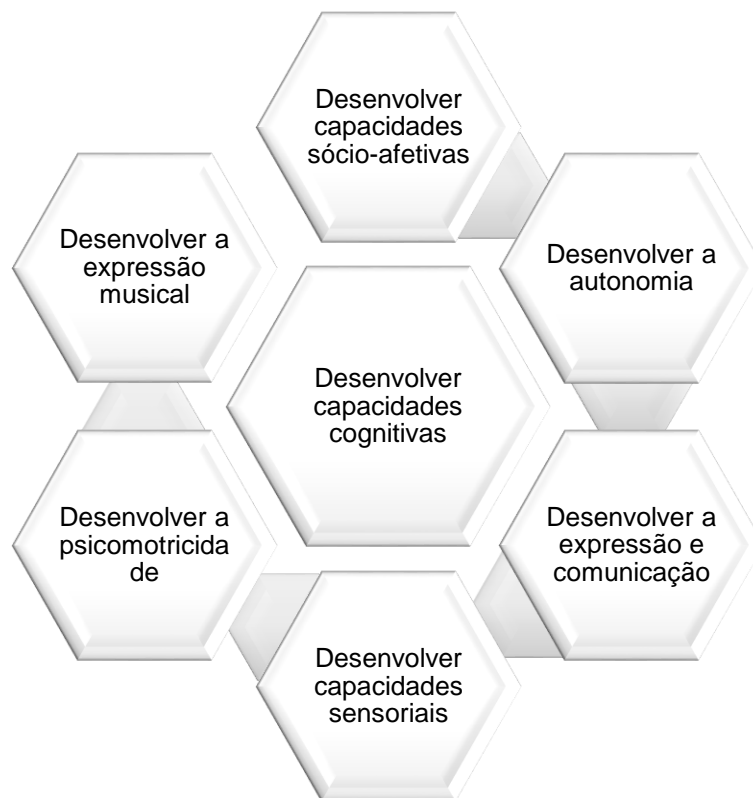 Desenvolver
capacidades
sócio-afetivas
Desenvolver a
autonomia
Desenvolver a
expressão e
comunicação
Desenvolver
capacidades
sensoriais
Desenvolver a
psicomotricida
de
Desenvolver a
expressão
musical
Desenvolver
capacidades
cognitivas